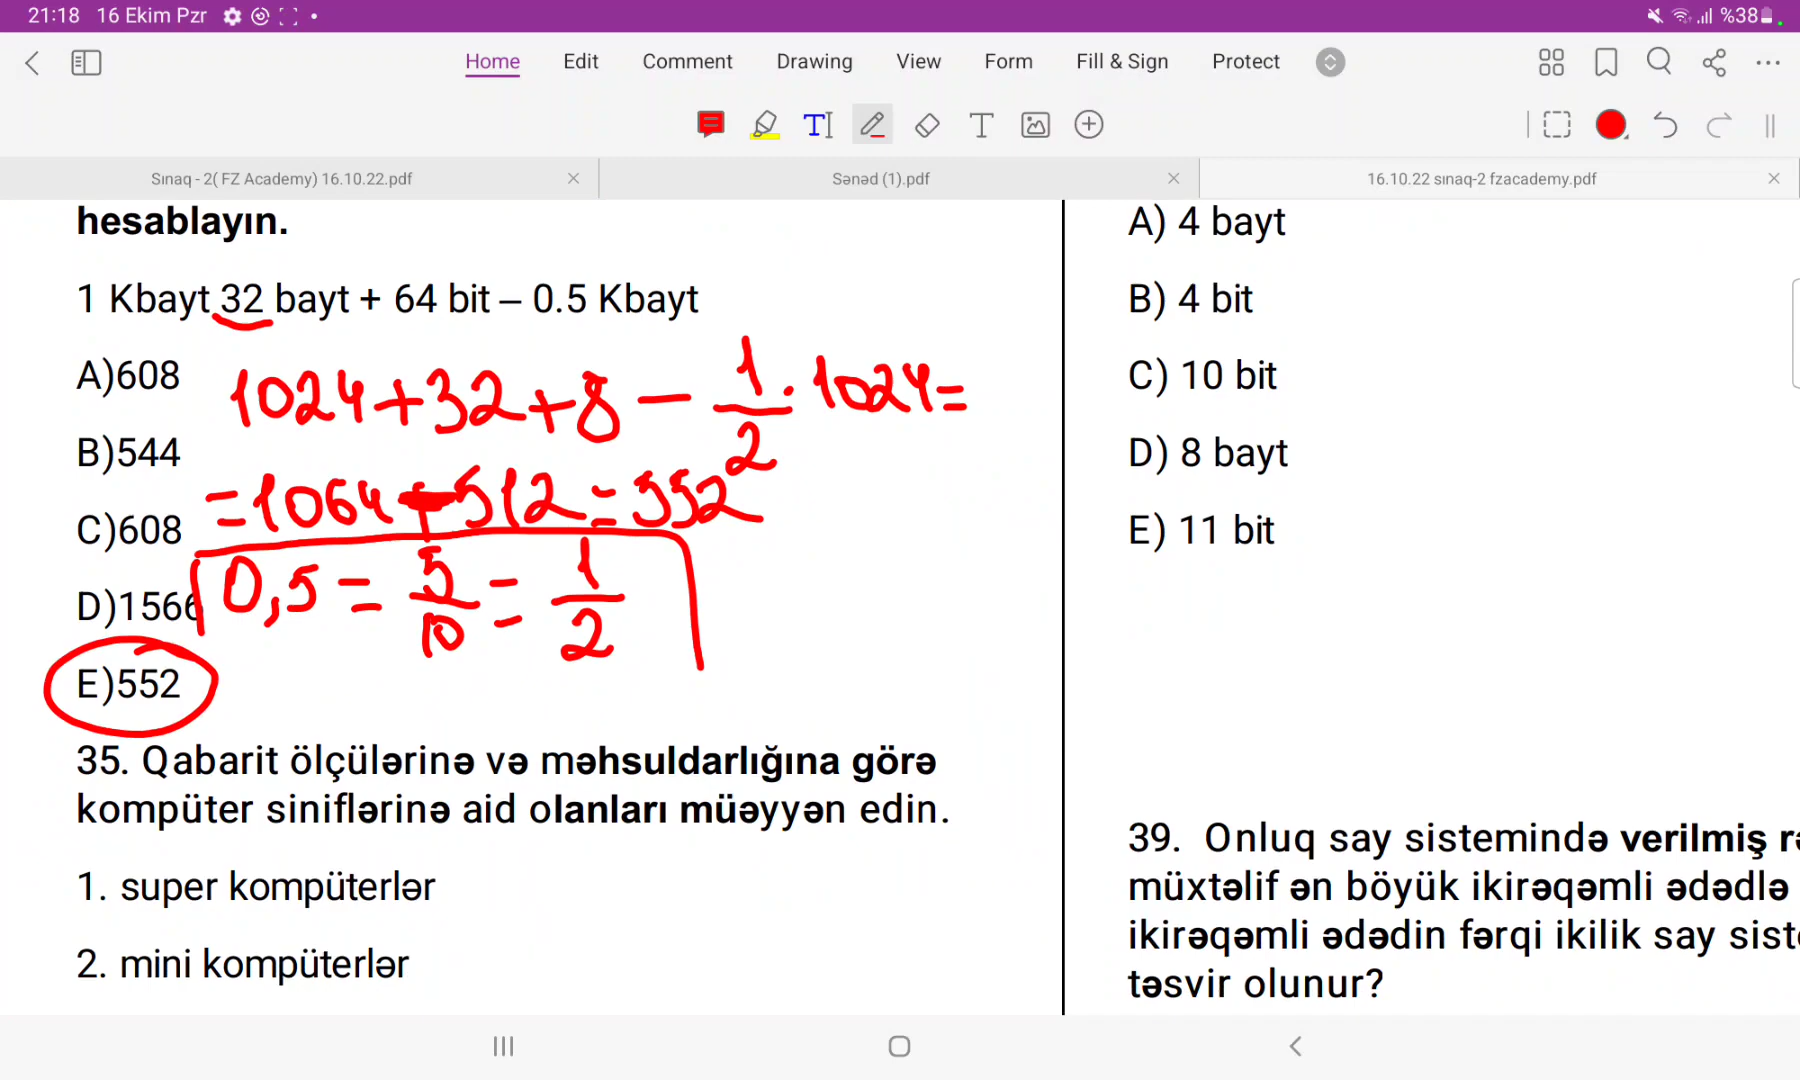 21:18 16 Ekim Pzr %38
Home Edit Comment Drawing View Form Fill & Sign Protect
Sınaq - 2( FZ Academy) 16.10.22.pdf
Sənəd (1).pdf
16.10.22 sınaq-2 fzacademy.pdf
hesablayın.
1 Kbayt 32 bayt + 64 bit – 0.5 Kbayt
A)608
1024+32+8 - 1/2 · 1024=
B)544
=1064-512=552
C)608
0,5 = 5/10 = 1/2
D)1566
E)552
35. Qabarit ölçülərinə və məhsuldarlığına görə
kompüter siniflərinə aid olanları müəyyən edin.
1. super kompüterlər
2. mini kompüterlər
A) 4 bayt
B) 4 bit
C) 10 bit
D) 8 bayt
E) 11 bit
39. Onluq say sistemində verilmiş rə
müxtəlif ən böyük ikirəqəmli ədədlə
ikirəqəmli ədədin fərqi ikilik say sist
təsvir olunur?